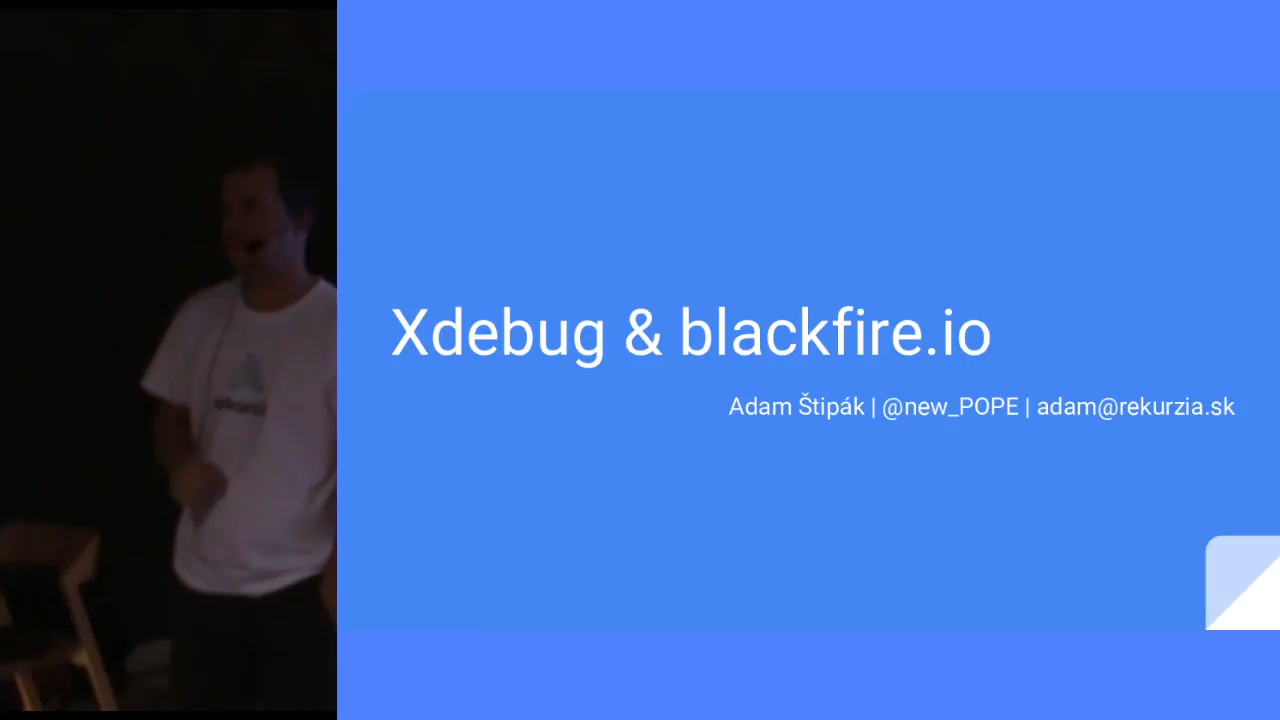 Xdebug & blackfire.io
Adam Štipák | @new_POPE | adam@rekurzia.sk